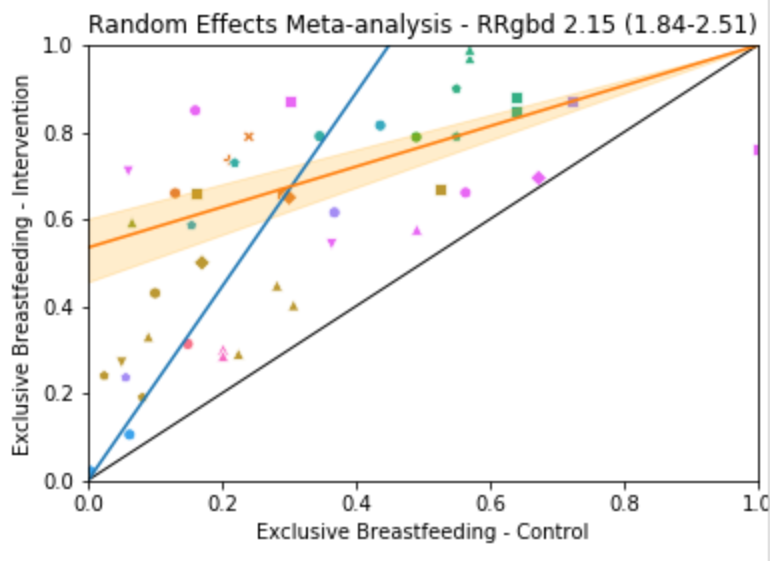 Random Effects Meta-analysis - RRgbd 2.15 (1.84-2.51)
1.0
0.8
0.6
0.4
0.2
0.0
Exclusive Breastfeeding - Intervention
0.0 0.2 0.4 0.6 0.8 1.0
Exclusive Breastfeeding - Control